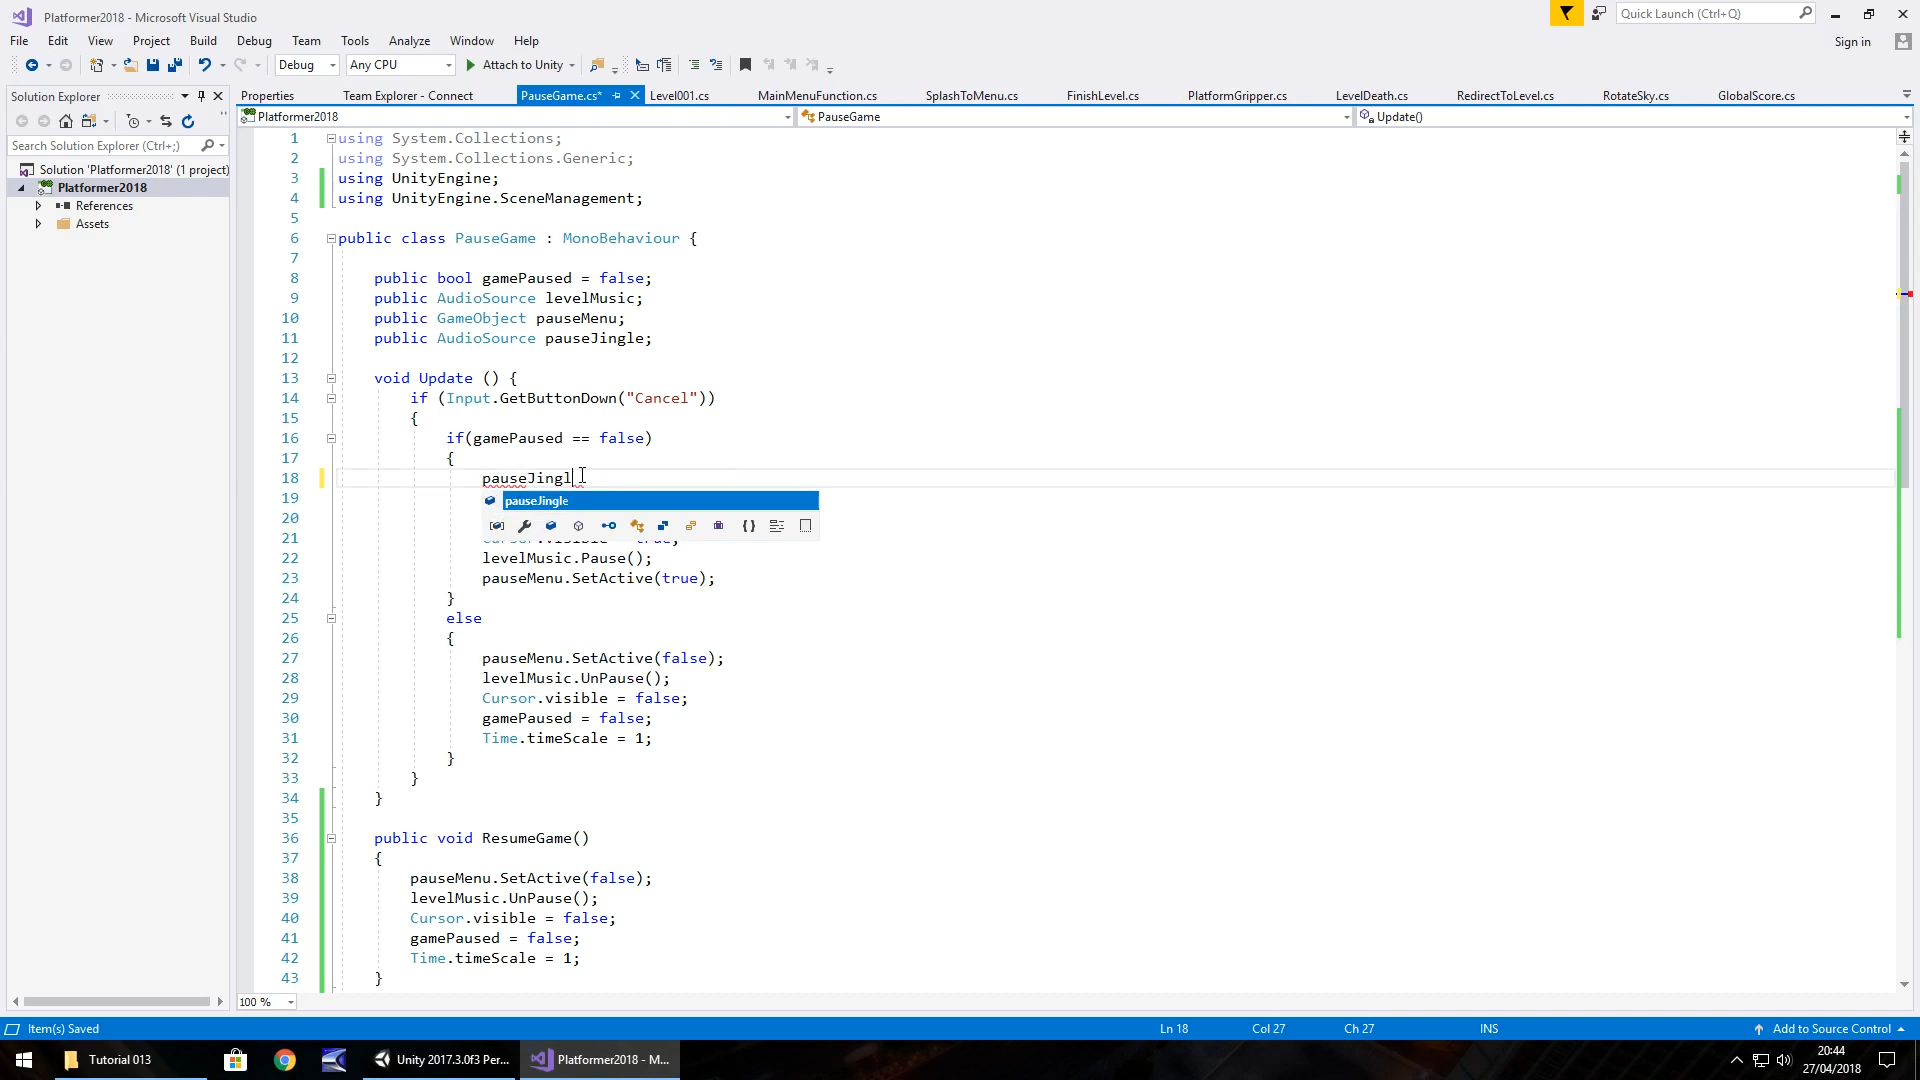 Platformer2018 - Microsoft Visual Studio
Quick Launch (Ctrl+Q)
File Edit View Project Build Debug Team Tools Analyze Window Help
Sign in
Debug Any CPU Attach to Unity
Solution Explorer
Properties Team Explorer - Connect PauseGame.cs* Level001.cs MainMenuFunction.cs SplashToMenu.cs FinishLevel.cs PlatformGripper.cs LevelDeath.cs RedirectToLevel.cs RotateSky.cs GlobalScore.cs
Platformer2018 PauseGame Update()
Search Solution Explorer (Ctrl+;)
Solution 'Platformer2018' (1 project)
Platformer2018
References
Assets
1 using System.Collections;
2 using System.Collections.Generic;
3 using UnityEngine;
4 using UnityEngine.SceneManagement;
5
6 public class PauseGame : MonoBehaviour {
7
8 public bool gamePaused = false;
9 public AudioSource levelMusic;
10 public GameObject pauseMenu;
11 public AudioSource pauseJingle;
12
13 void Update () {
14 if (Input.GetButtonDown("Cancel"))
15 {
16 if(gamePaused == false)
17 {
18 pauseJingl
pauseJingle
19
20
21 Cursor.visible = true;
22 levelMusic.Pause();
23 pauseMenu.SetActive(true);
24 }
25 else
26 {
27 pauseMenu.SetActive(false);
28 levelMusic.UnPause();
29 Cursor.visible = false;
30 gamePaused = false;
31 Time.timeScale = 1;
32 }
33 }
34 }
35
36 public void ResumeGame()
37 {
38 pauseMenu.SetActive(false);
39 levelMusic.UnPause();
40 Cursor.visible = false;
41 gamePaused = false;
42 Time.timeScale = 1;
43 }
100 %
Item(s) Saved Ln 18 Col 27 Ch 27 INS Add to Source Control
Tutorial 013 Unity 2017.3.0f3 Per... Platformer2018 - M...
20:44
27/04/2018